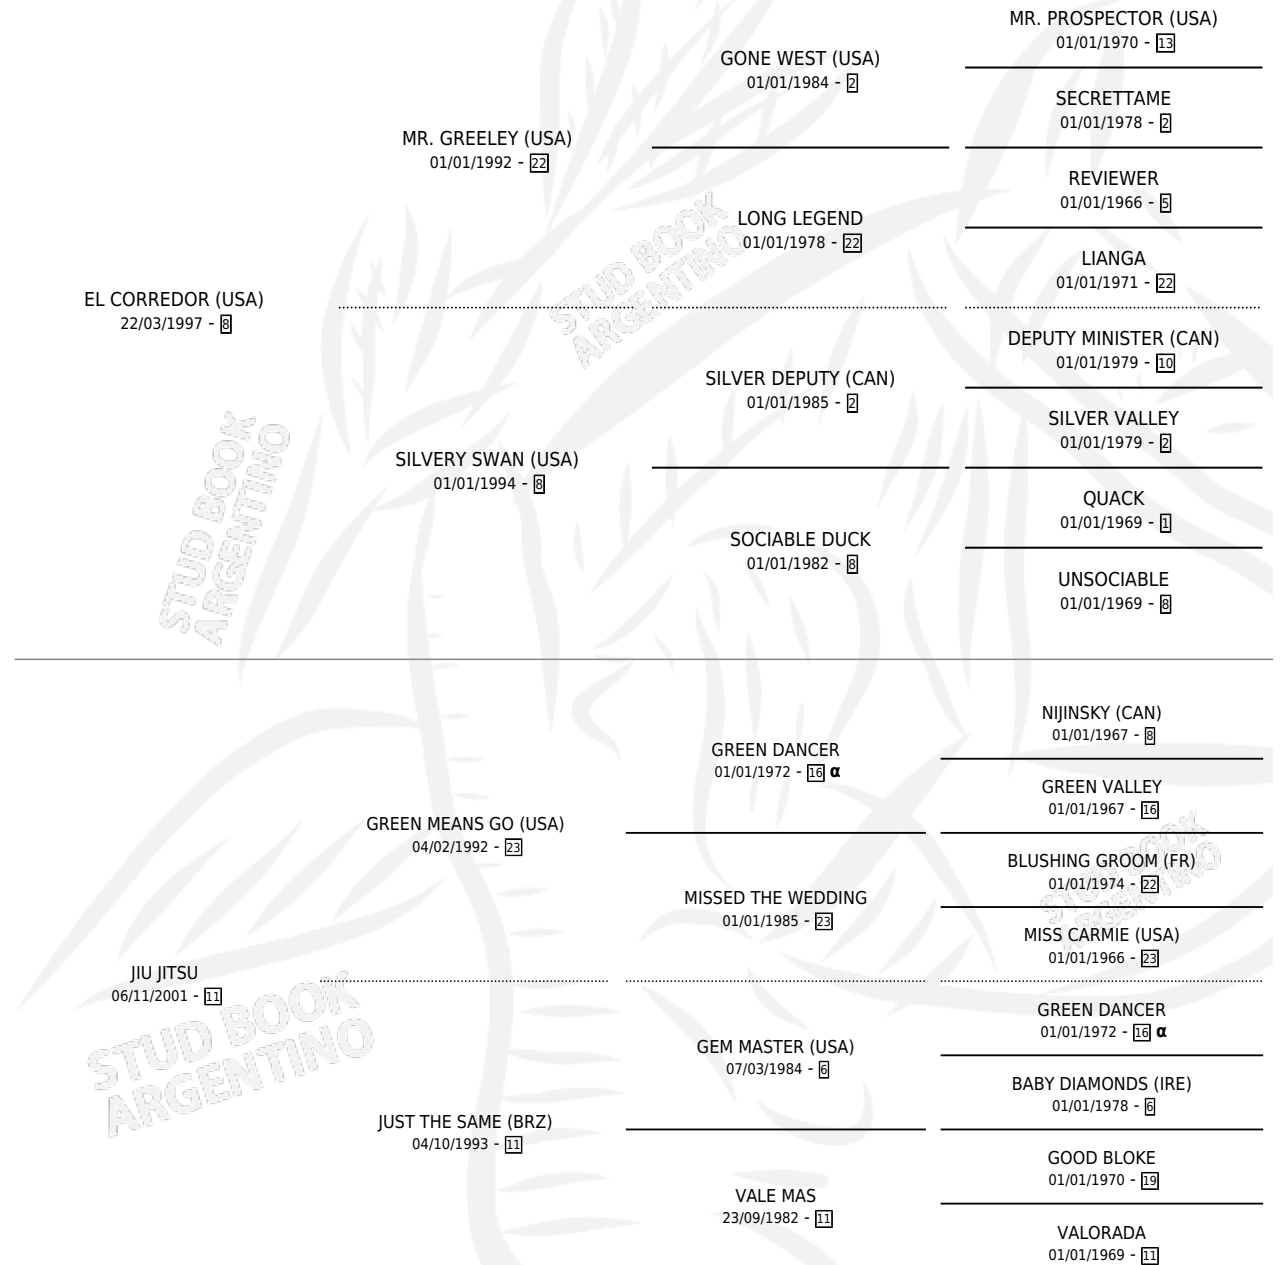 MR. PROSPECTOR (USA)
01/01/1970 - 13
GONE WEST (USA)
01/01/1984 - 2
SECRETTAME
01/01/1978 - 2
MR. GREELEY (USA)
01/01/1992 - 22
REVIEWER
01/01/1966 - 5
LONG LEGEND
01/01/1978 - 22
LIANGA
01/01/1971 - 22
EL CORREDOR (USA)
22/03/1997 - 8
DEPUTY MINISTER (CAN)
01/01/1979 - 10
SILVER DEPUTY (CAN)
01/01/1985 - 2
SILVER VALLEY
01/01/1979 - 2
SILVERY SWAN (USA)
01/01/1994 - 8
QUACK
01/01/1969 - 1
SOCIABLE DUCK
01/01/1982 - 8
UNSOCIABLE
01/01/1969 - 8
NIJINSKY (CAN)
01/01/1967 - 8
GREEN DANCER
01/01/1972 - 16 α
GREEN VALLEY
01/01/1967 - 16
GREEN MEANS GO (USA)
04/02/1992 - 23
BLUSHING GROOM (FR)
01/01/1974 - 22
MISSED THE WEDDING
01/01/1985 - 23
MISS CARMIE (USA)
01/01/1966 - 23
JIU JITSU
06/11/2001 - 11
GREEN DANCER
01/01/1972 - 16 α
GEM MASTER (USA)
07/03/1984 - 6
BABY DIAMONDS (IRE)
01/01/1978 - 6
JUST THE SAME (BRZ)
04/10/1993 - 11
GOOD BLOKE
01/01/1970 - 19
VALE MAS
23/09/1982 - 11
VALORADA
01/01/1969 - 11
STUD BOOK
ARGENTINO
STUD BOOK
ARGENTINO
STUD BOOK
ARGENTINO
STUD BOOK
ARGENTINO